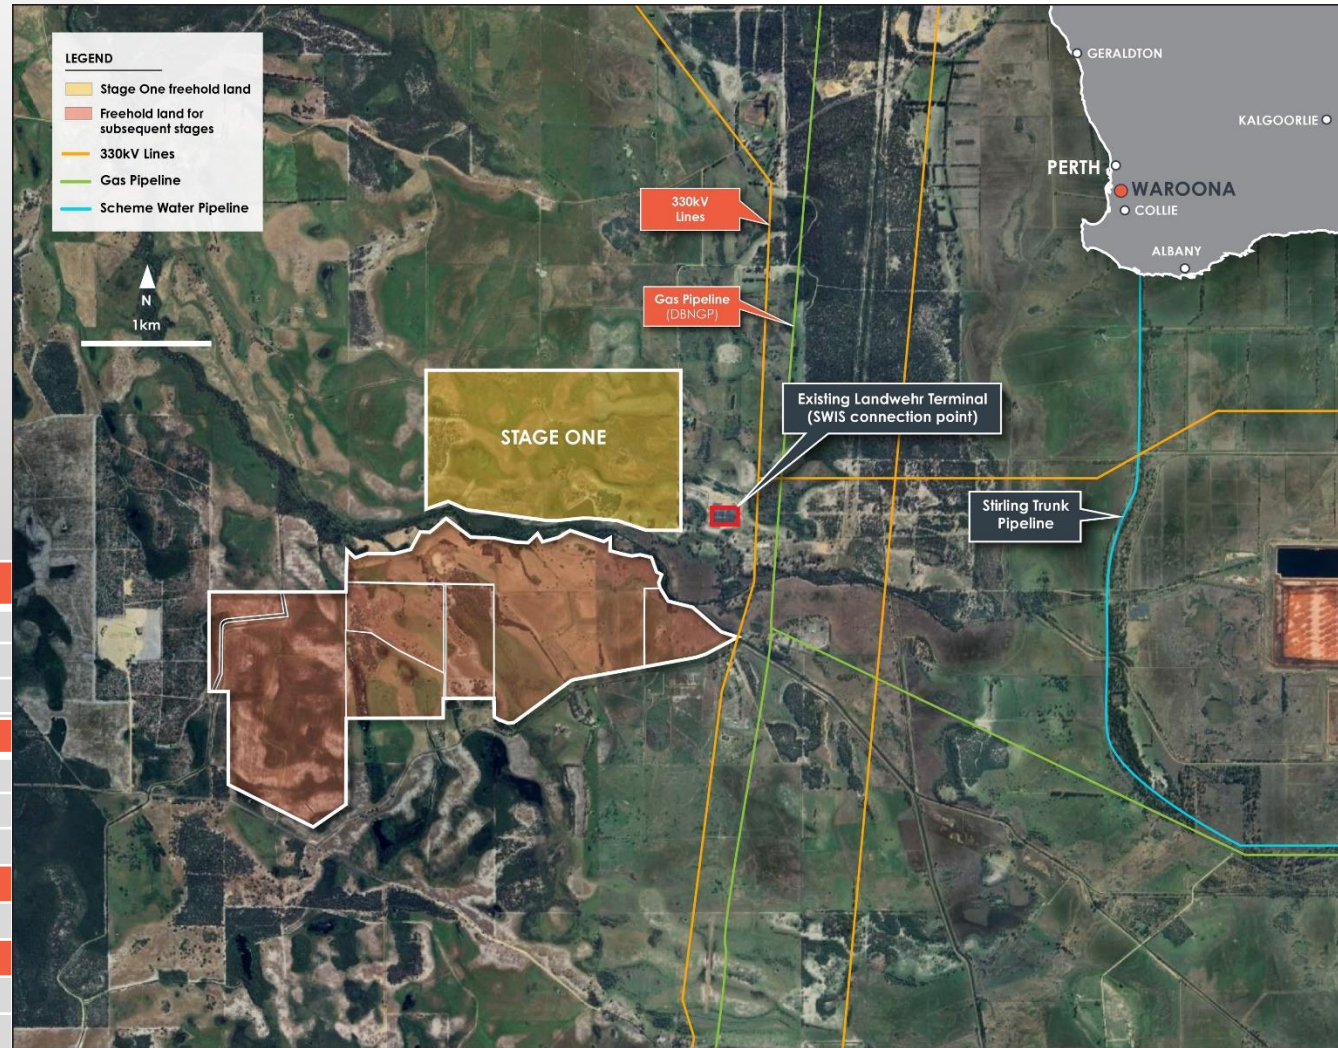 LEGEND
Stage One freehold land
Freehold land for
subsequent stages
330kV Lines
Gas Pipeline
Scheme Water Pipeline
N
1km
GERALDTON
KALGOORLIE
PERTH
WAROONA
COLLIE
ALBANY
330kV
Lines
Gas Pipeline
(DBNGP)
Existing Landwehr Terminal
(SWIS connection point)
STAGE ONE
Stirling Trunk
Pipeline